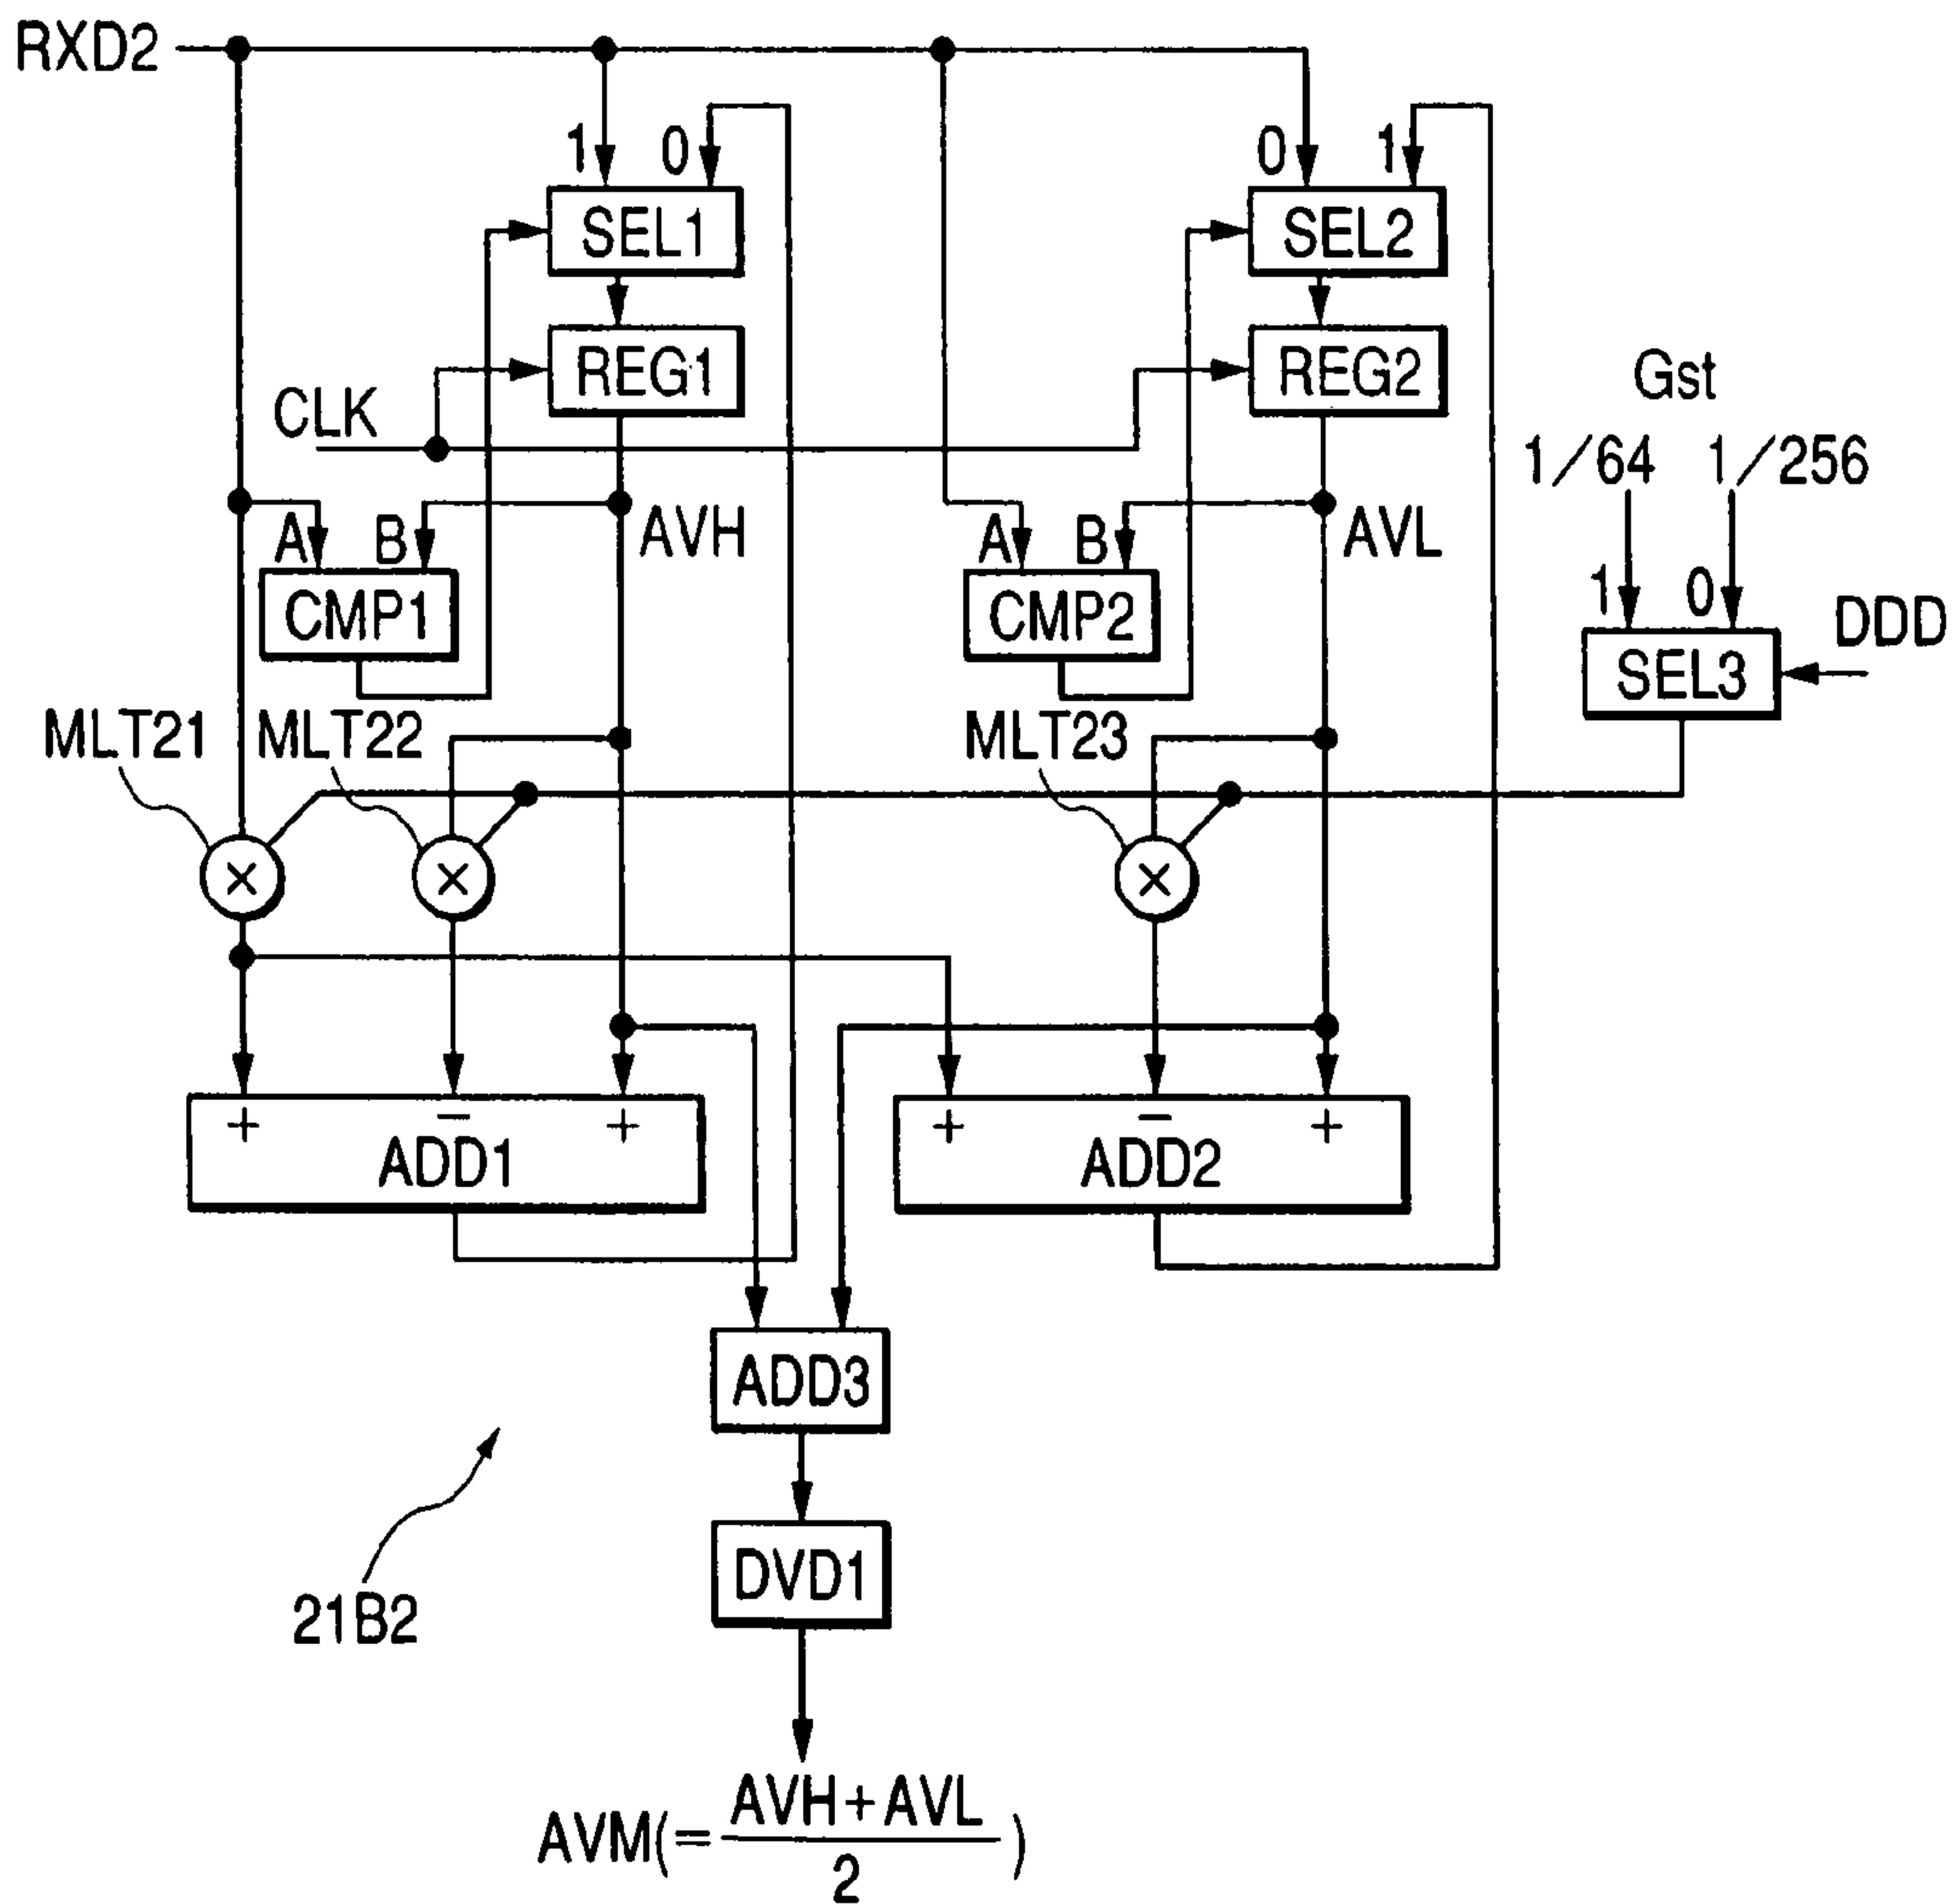 RXD2
1 0 0 1
SEL1 SEL2
REG1 REG2
Gst
CLK
1/64 1/256
A B AVH A B AVL
1 0
CMP1 CMP2
DDD
SEL3
MLT21 MLT22 MLT23
× × ×
+ − + + − +
ADD1 ADD2
ADD3
DVD1
21B2
AVM(=AVH+AVL/2)